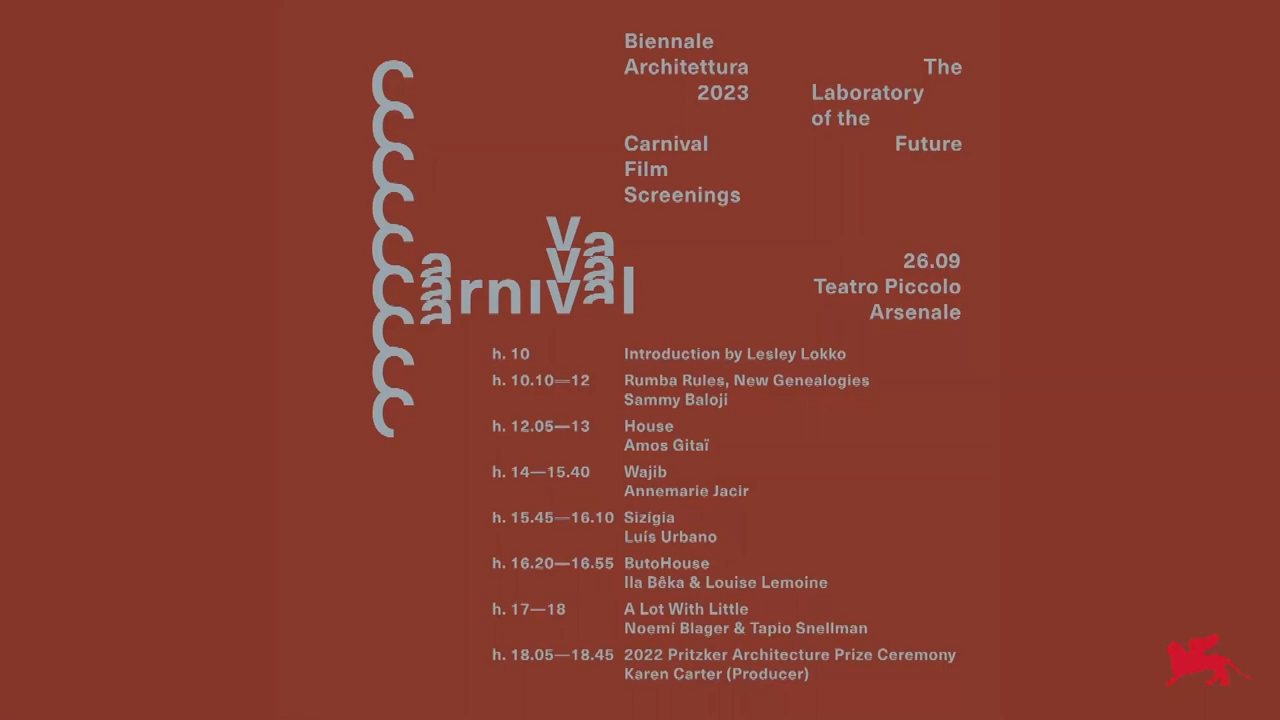 Biennale
Architettura
2023
The
Laboratory
of the
Future
Carnival
Film
Screenings
Carnival
26.09
Teatro Piccolo
Arsenale
h. 10 Introduction by Lesley Lokko
h. 10.10—12 Rumba Rules, New Genealogies
Sammy Baloji
h. 12.05—13 House
Amos Gitaï
h. 14—15.40 Wajib
Annemarie Jacir
h. 15.45—16.10 Sizígia
Luís Urbano
h. 16.20—16.55 ButoHouse
Ila Bêka & Louise Lemoine
h. 17—18 A Lot With Little
Noemí Blager & Tapio Snellman
h. 18.05—18.45 2022 Pritzker Architecture Prize Ceremony
Karen Carter (Producer)